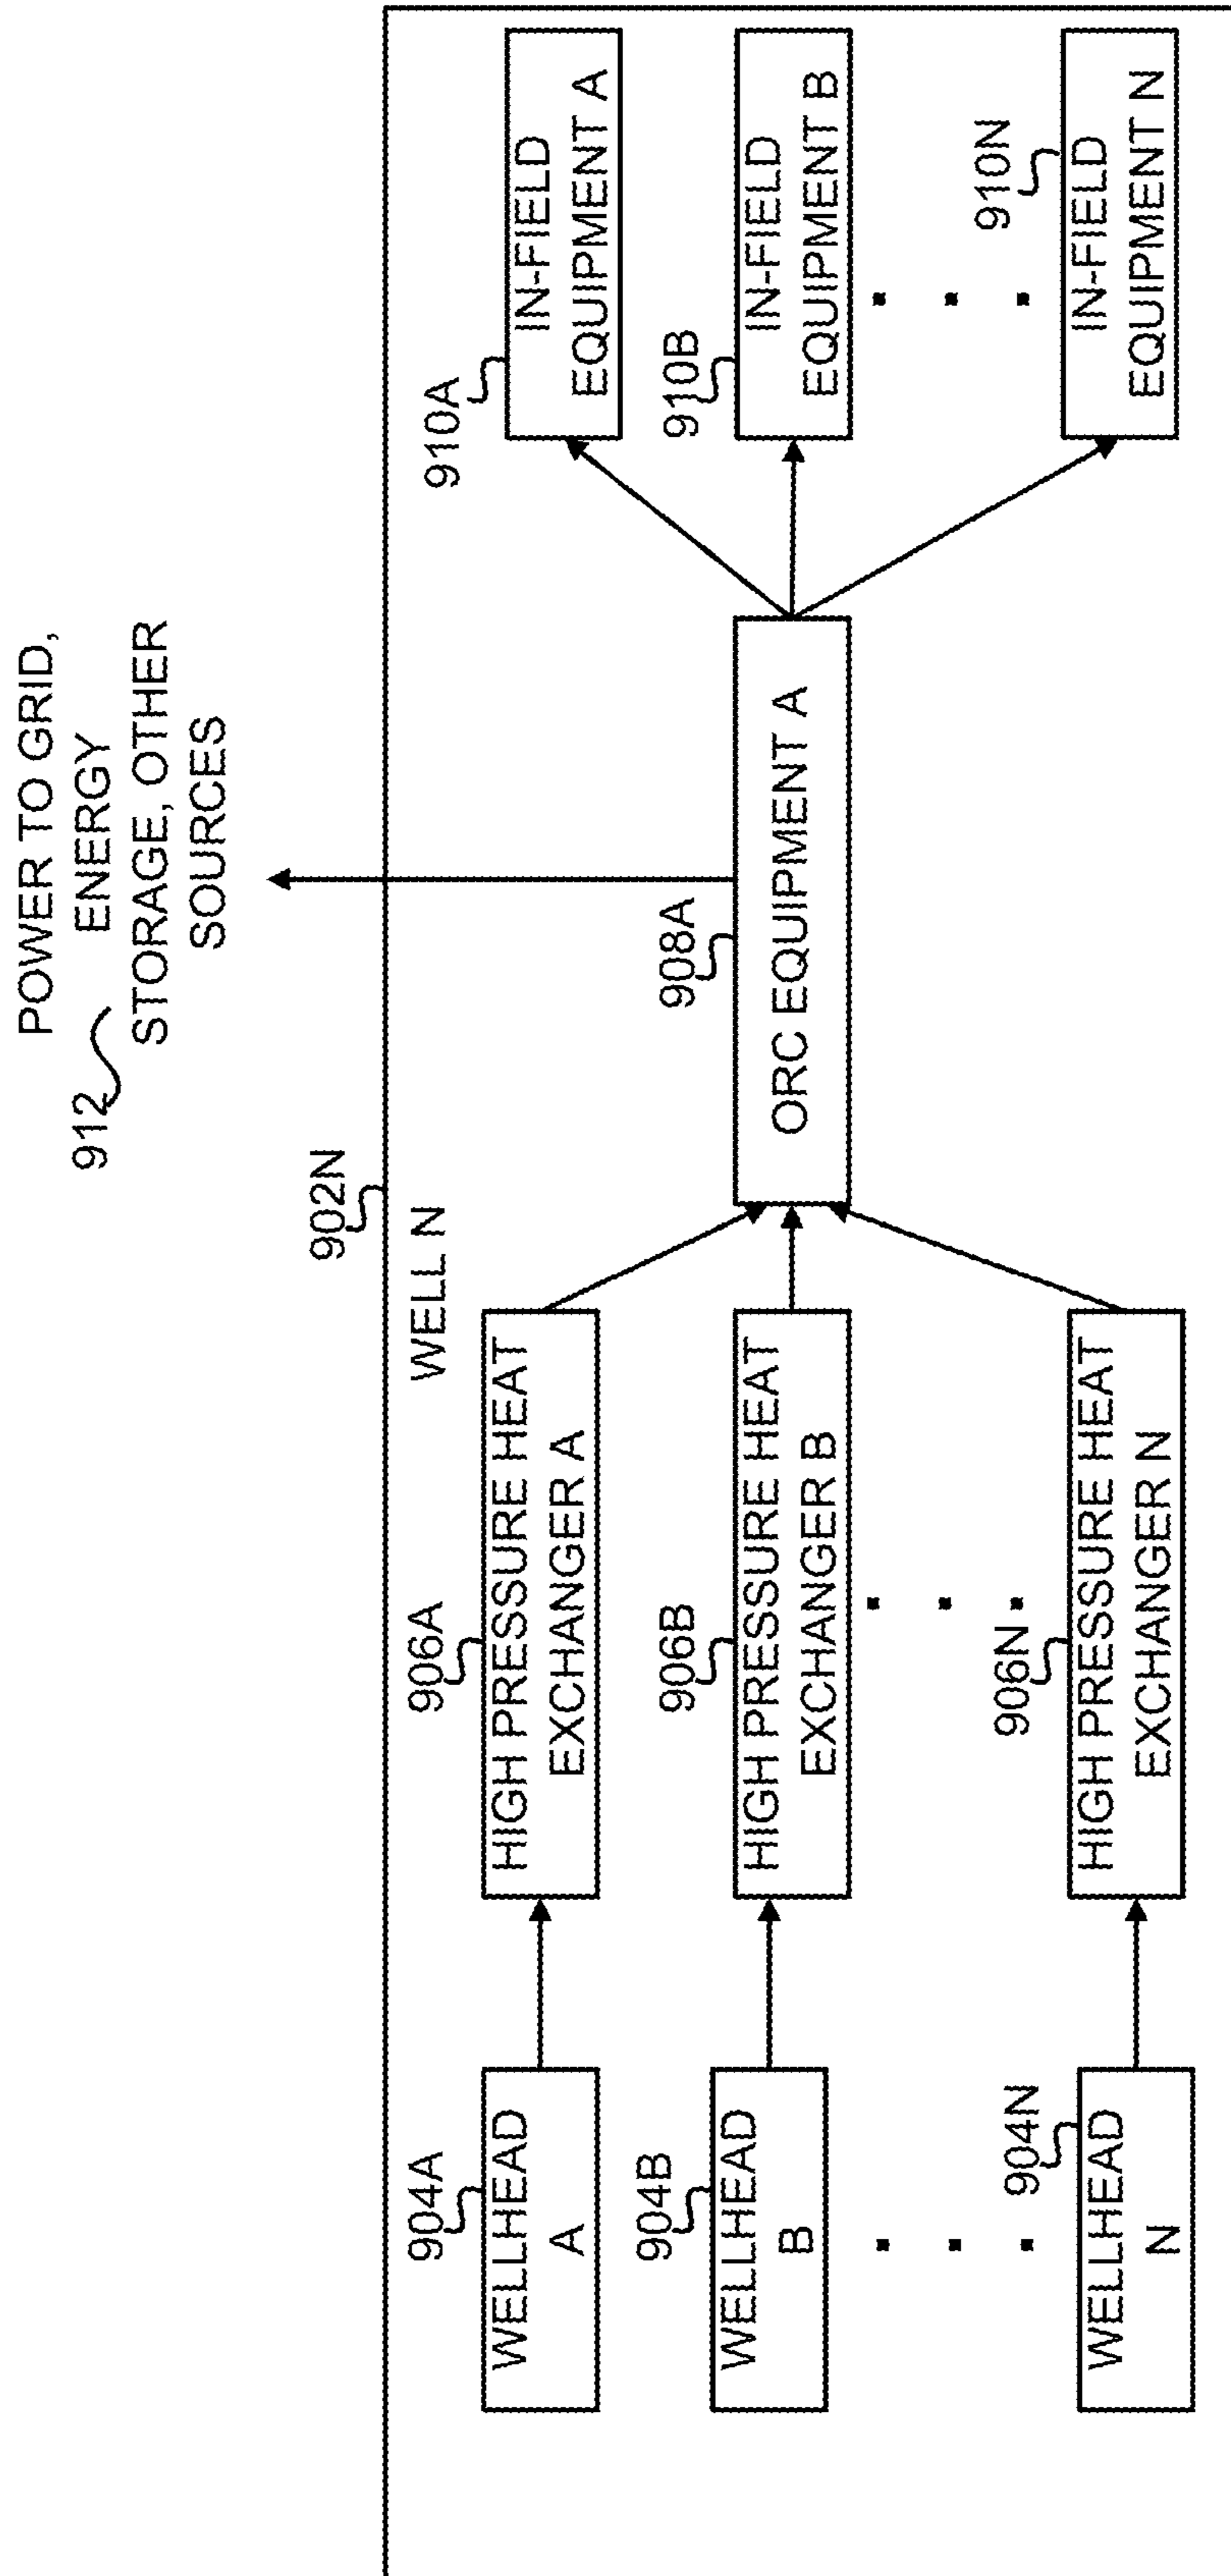 POWER TO GRID,
ENERGY
STORAGE, OTHER
SOURCES
912
902N
WELL N
904A
WELLHEAD
A
906A
HIGH PRESSURE HEAT
EXCHANGER A
910A
IN-FIELD
EQUIPMENT A
904B
WELLHEAD
B
906B
HIGH PRESSURE HEAT
EXCHANGER B
908A
ORC EQUIPMENT A
910B
IN-FIELD
EQUIPMENT B
904N
WELLHEAD
N
906N
HIGH PRESSURE HEAT
EXCHANGER N
910N
IN-FIELD
EQUIPMENT N